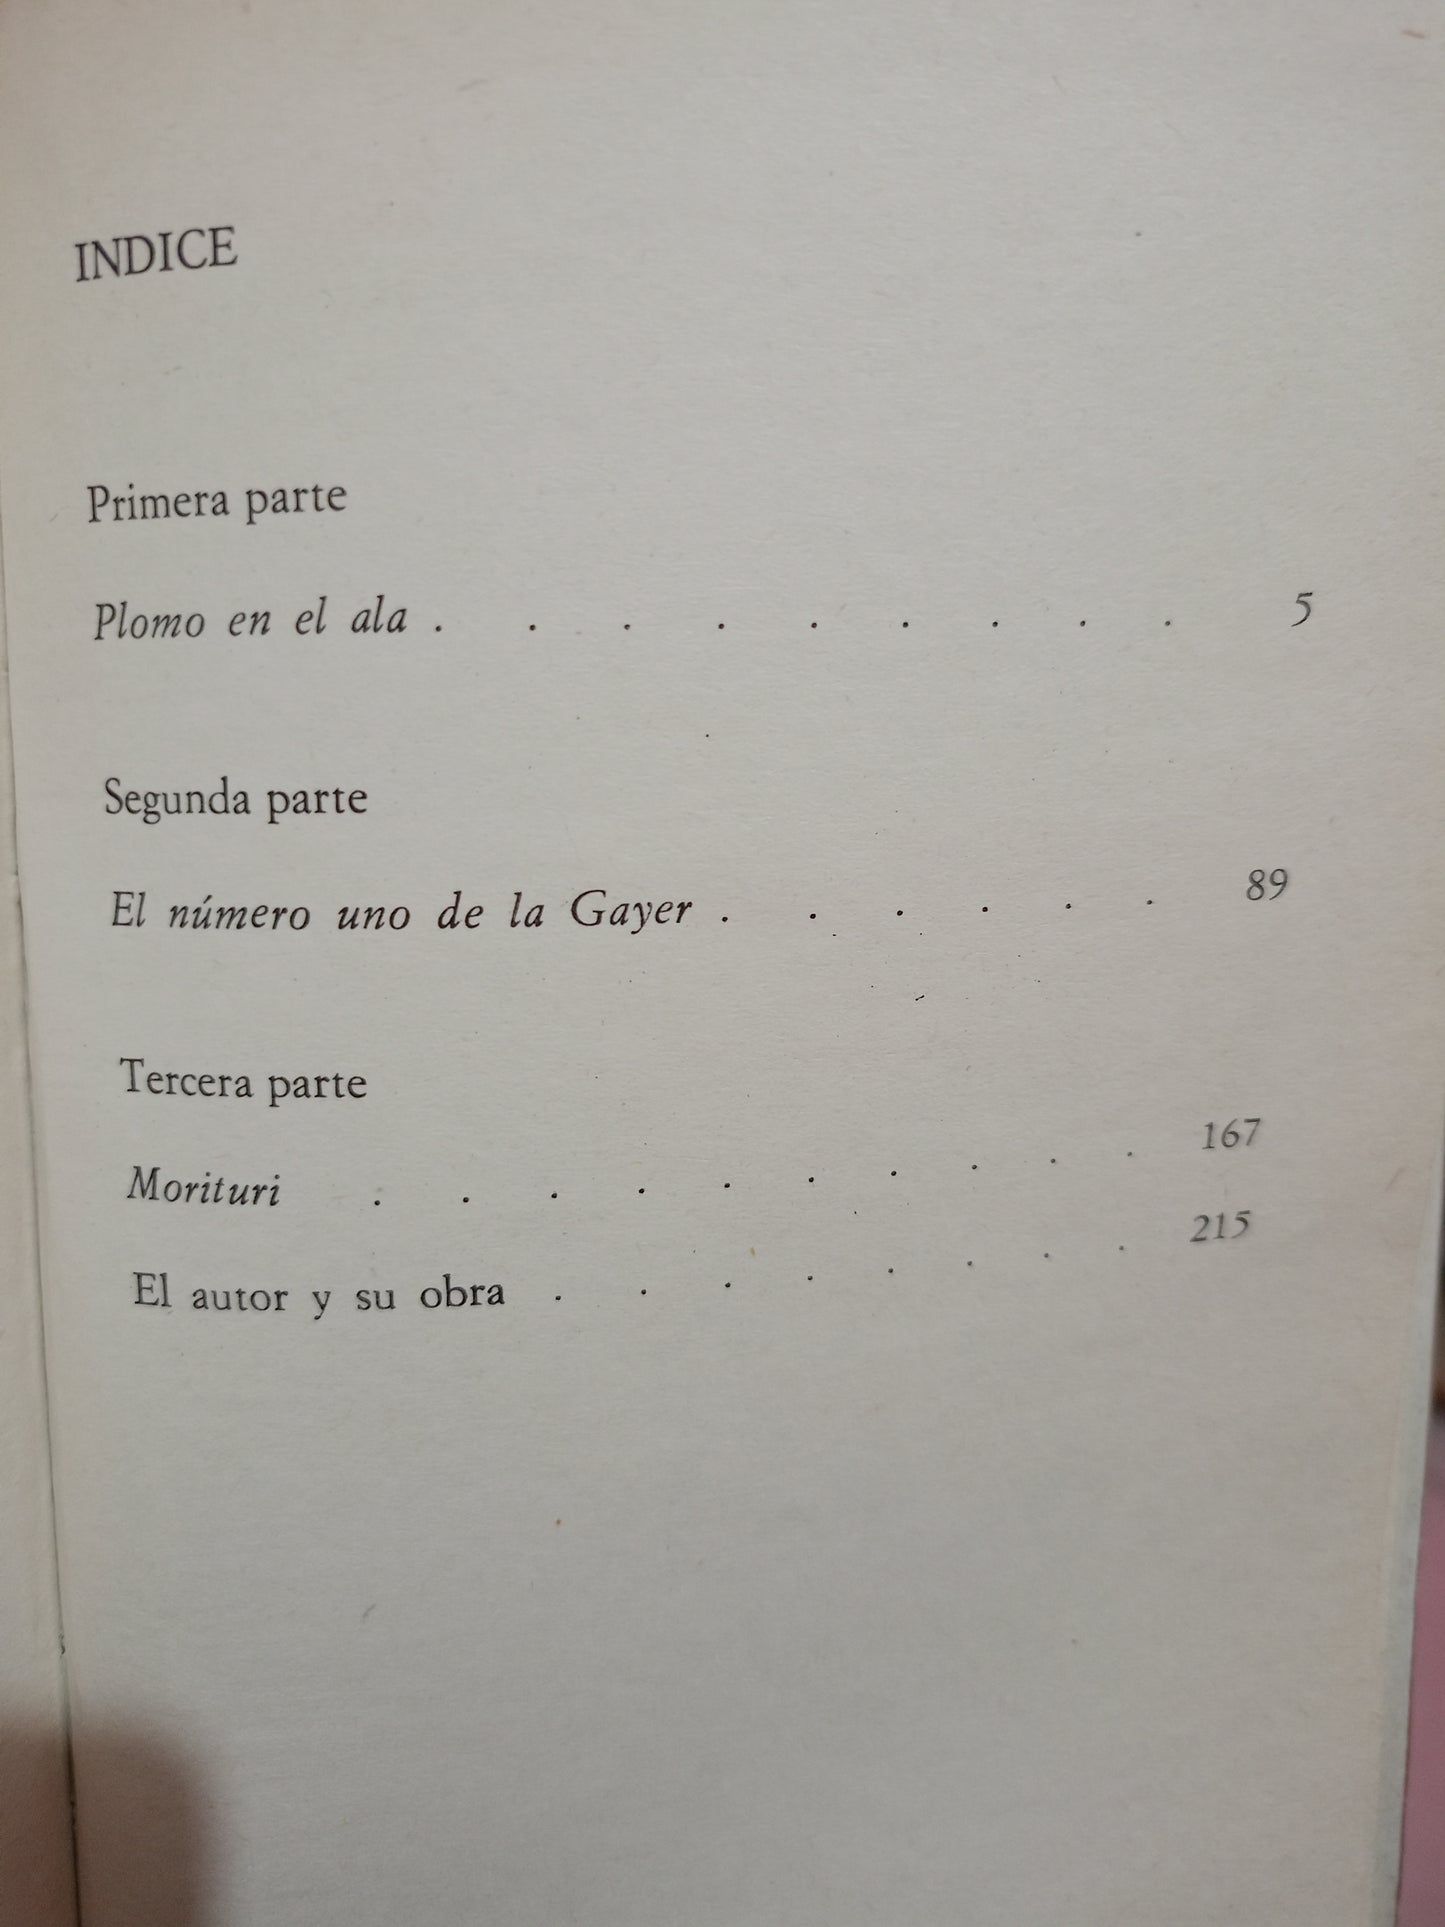 INDICE
Primera parte
Plomo en el ala . . . . . . . . . 5
Segunda parte
El número uno de la Gayer . . . . . . 89
Tercera parte
Morituri . . . . . . . . . . 167
El autor y su obra . . . . . . . . 215